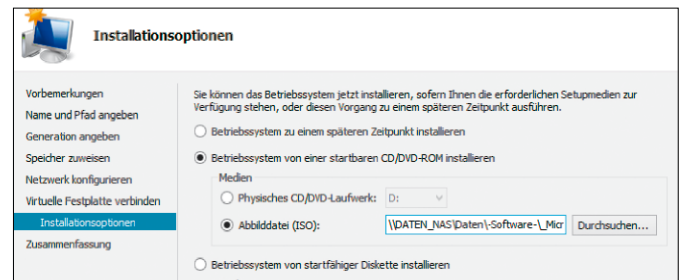 Installationsoptionen
Vorbemerkungen
Name und Pfad angeben
Generation angeben
Speicher zuweisen
Netzwerk konfigurieren
Virtuelle Festplatte verbinden
Installationsoptionen
Zusammenfassung
Sie können das Betriebssystem jetzt installieren, sofern Ihnen die erforderlichen Setupmedien zur
Verfügung stehen, oder diesen Vorgang zu einem späteren Zeitpunkt ausführen.
Betriebssystem zu einem späteren Zeitpunkt installieren
Betriebssystem von einer startbaren CD/DVD-ROM installieren
Medien
Physisches CD/DVD-Laufwerk: D:
Abbilddatei (ISO): \\DATEN_NAS\Daten\-Software-\_Micr Durchsuchen...
Betriebssystem von startfähiger Diskette installieren